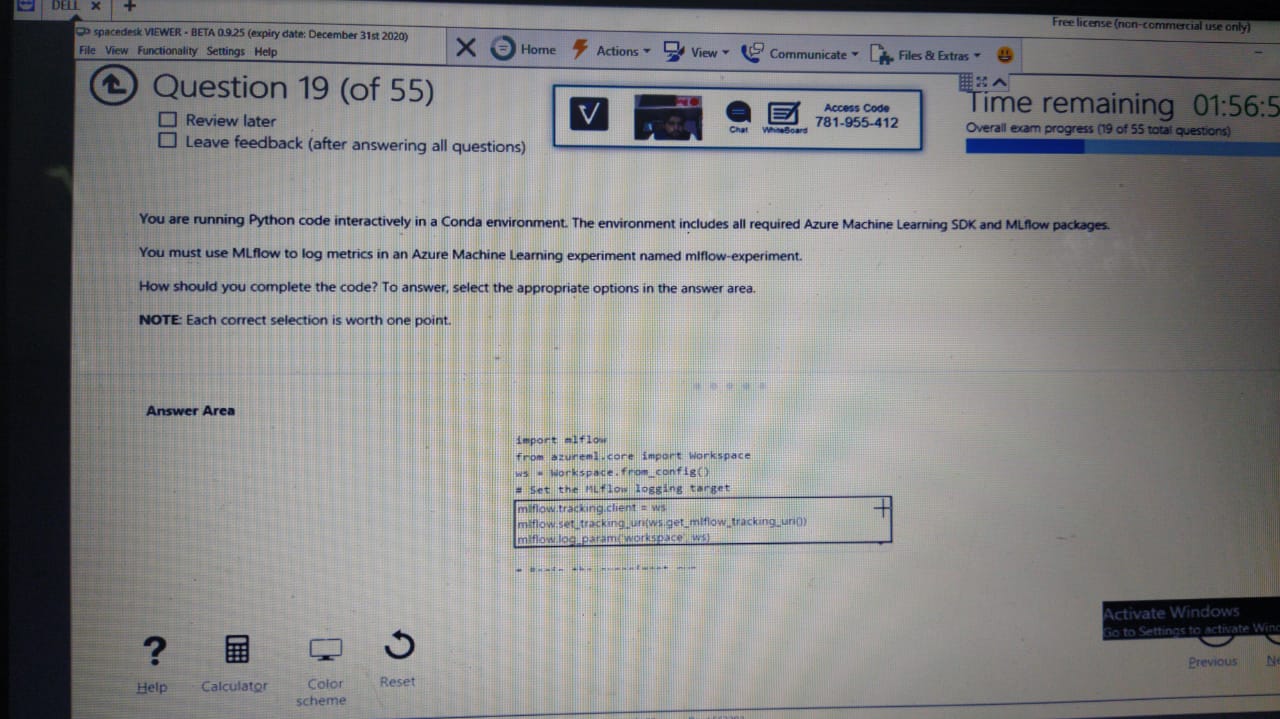 DELL × +
Free license (non-commercial use only)
spacedesk VIEWER - BETA 0.9.25 (expiry date: December 31st 2020)
File View Functionality Settings Help
Home Actions View Communicate Files & Extras
Question 19 (of 55)
Review later
Leave feedback (after answering all questions)
V
Chat
WhiteBoard
Access Code
781-955-412
Time remaining 01:56:5
Overall exam progress (19 of 55 total questions)
You are running Python code interactively in a Conda environment. The environment includes all required Azure Machine Learning SDK and MLflow packages.
You must use MLflow to log metrics in an Azure Machine Learning experiment named mlflow-experiment.
How should you complete the code? To answer, select the appropriate options in the answer area.
NOTE: Each correct selection is worth one point.
Answer Area
import mlflow
from azureml.core import Workspace
ws = Workspace.from_config()
# Set the MLflow logging target
mlflow.tracking.client = ws
mlflow.set_tracking_uri(ws.get_mlflow_tracking_uri())
mlflow.log_param('workspace', ws)
Activate Windows
Go to Settings to activate Win
Help
Calculator
Color
scheme
Reset
Previous
Ne